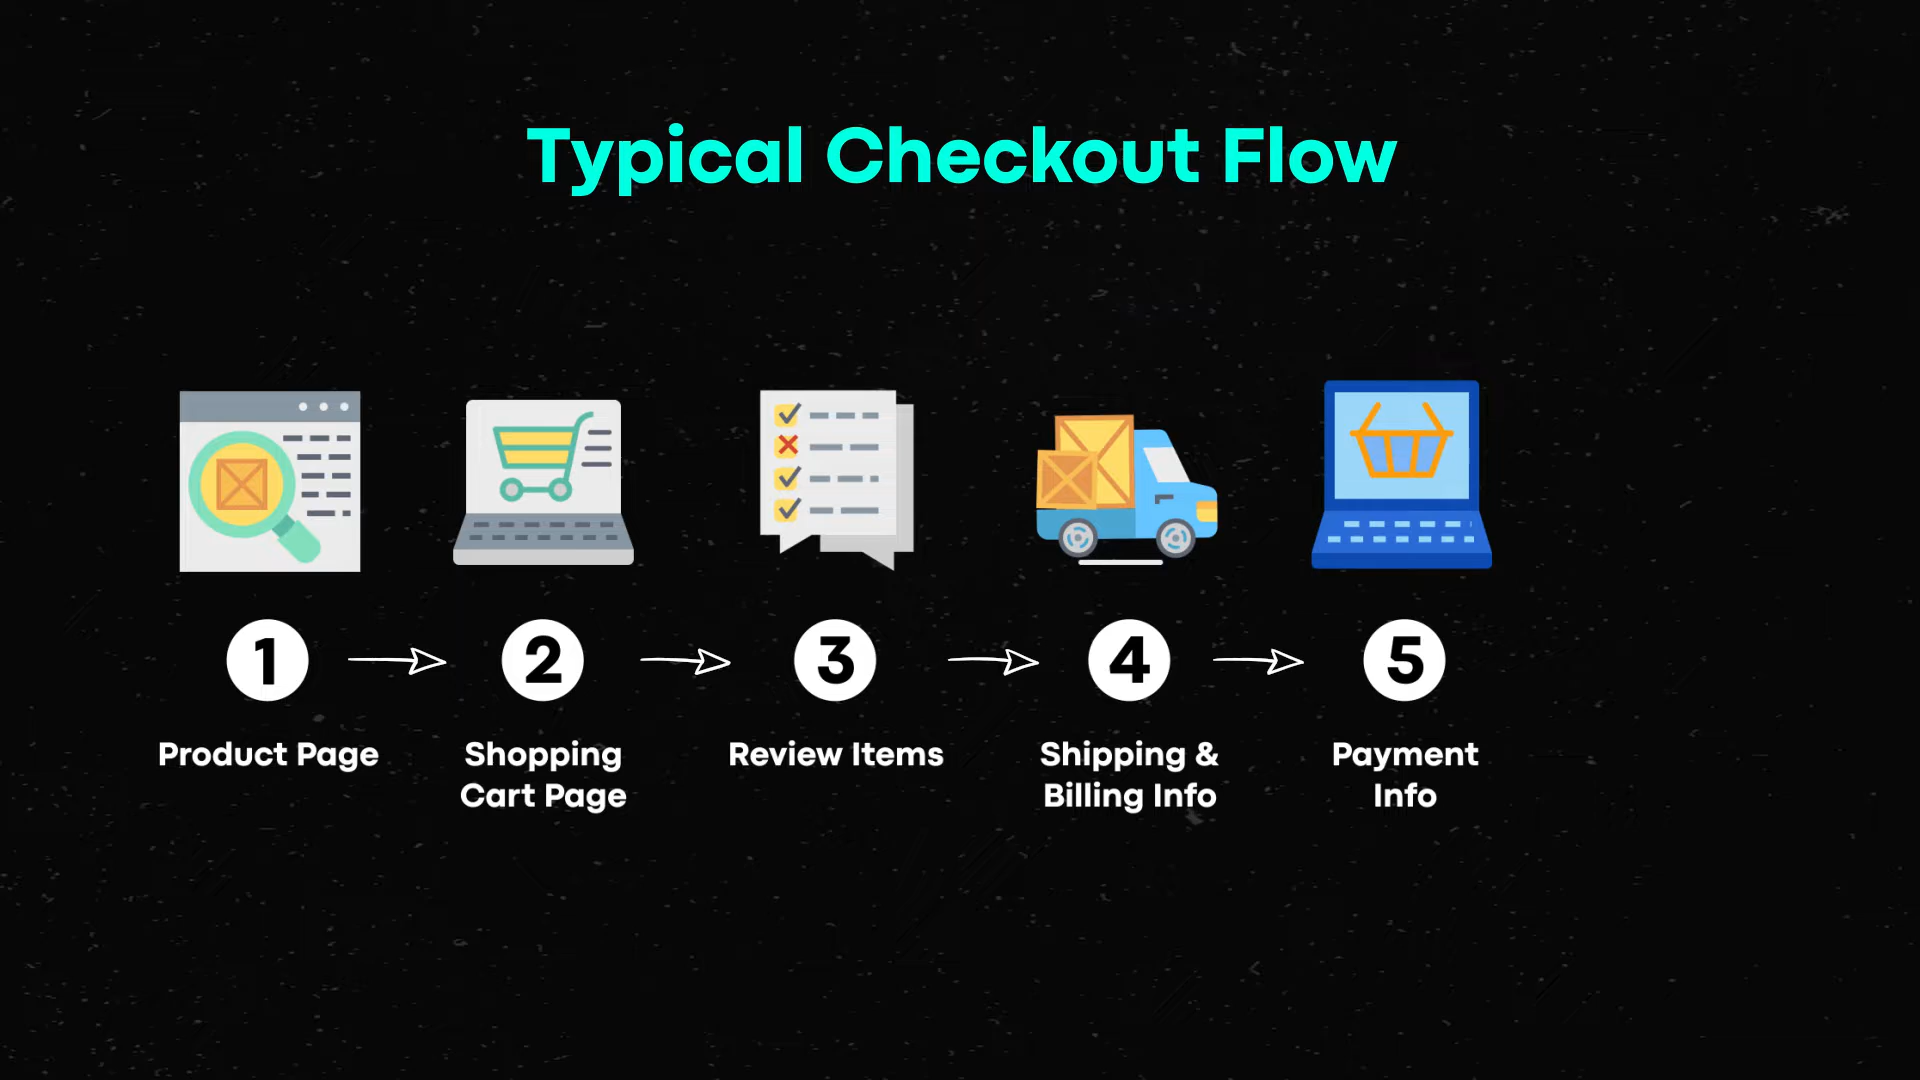 Typical Checkout Flow
1
2
3
4
5
Product Page
Shopping
Cart Page
Review Items
Shipping &
Billing Info
Payment
Info